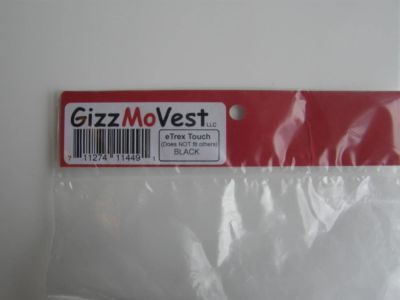 GizzMoVest LLC
eTrex Touch
(Does NOT fit others)
BLACK
7 11274 11449 1